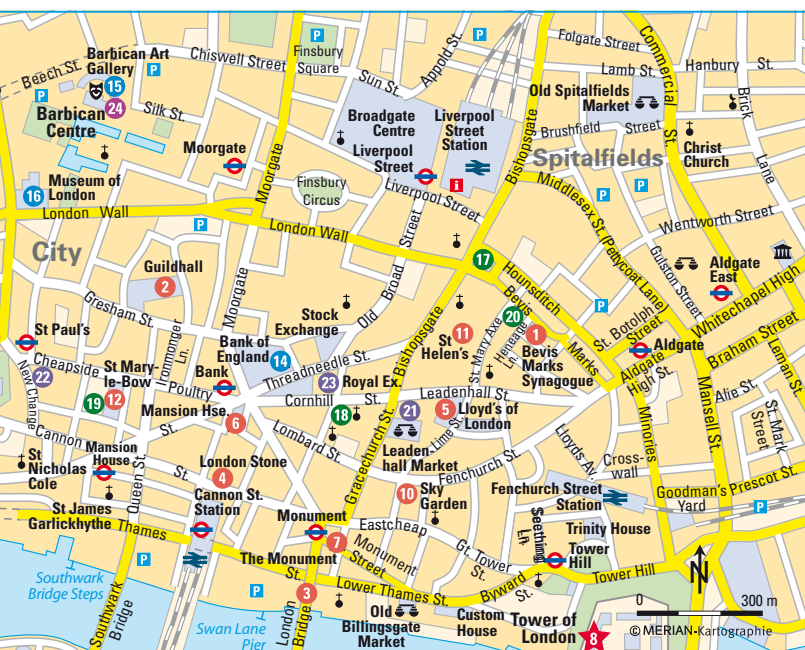 Barbican Art
Gallery
15
24
Barbican
Centre
Beech St.
P
P
Silk St.
Chiswell Street
P
Finsbury
Square
Sun St.
Appold St.
P
Folgate Street
Commercial
St.
Lamb St.
Hanbury St.
Brick
Lane
Old Spitalfields
Market
Brushfield Street
Spitalfields
Christ
Church
Broadgate
Centre
Liverpool
Street
Station
Liverpool
Street
i
Liverpool Street
Bishopsgate
Moorgate
Moorgate
Finsbury
Circus
Museum of
London
16
London Wall
P
London Wall
City
Middlesex St. (Petticoat Lane)
P
P
Wentworth Street
Gulston Street
Aldgate
East
Whitechapel High
17
Houndsditch
Guildhall
2
Moorgate
Gresham St.
Ironmonger
Ln.
Old Broad Street
Stock
Exchange
Bishopsgate
11
St
Helen's
St. Mary Axe
Bevis
Marks
20
Heneage
Ln.
1
Bevis
Marks
Synagogue
P
St. Botolph
Street
Aldgate
Aldgate
High St.
Braham Street
Leman St.
Alie St.
Mansell St.
St. Mark
Street
St Paul's
Cheapside
22
New Change
St Mary-
le-Bow
19
12
Poultry
Bank of
England
14
Bank
Threadneedle St.
23
Royal Ex.
Cornhill
18
St.
Leadenhall St.
Mansion Hse.
6
21
5
Lloyd's of
London
Lime St.
Leaden-
hall Market
Lombard St.
Gracechurch St.
Fenchurch St.
Lloyds Av.
Cross-
wall
Minories
Cannon St.
Mansion
House
St
Nicholas
Cole
Queen St.
London Stone
4
Cannon St.
Station
10
Sky
Garden
Fenchurch Street
Station
Goodman's
Yard
Prescot St.
P
St James
Garlickhythe
Thames
St.
Monument
7
The Monument
Eastcheap
Monument
Street
Gt. Tower
St.
Seething
Ln.
Trinity House
Tower
Hill
Byward
St.
Tower Hill
Lower Thames St.
P
P
Southwark
Bridge Steps
Southwark
Bridge
Swan Lane
Pier
3
London
Bridge
Old
Billingsgate
Market
Custom
House
Tower of
London
8
N
0
300 m
© MERIAN-Kartographie